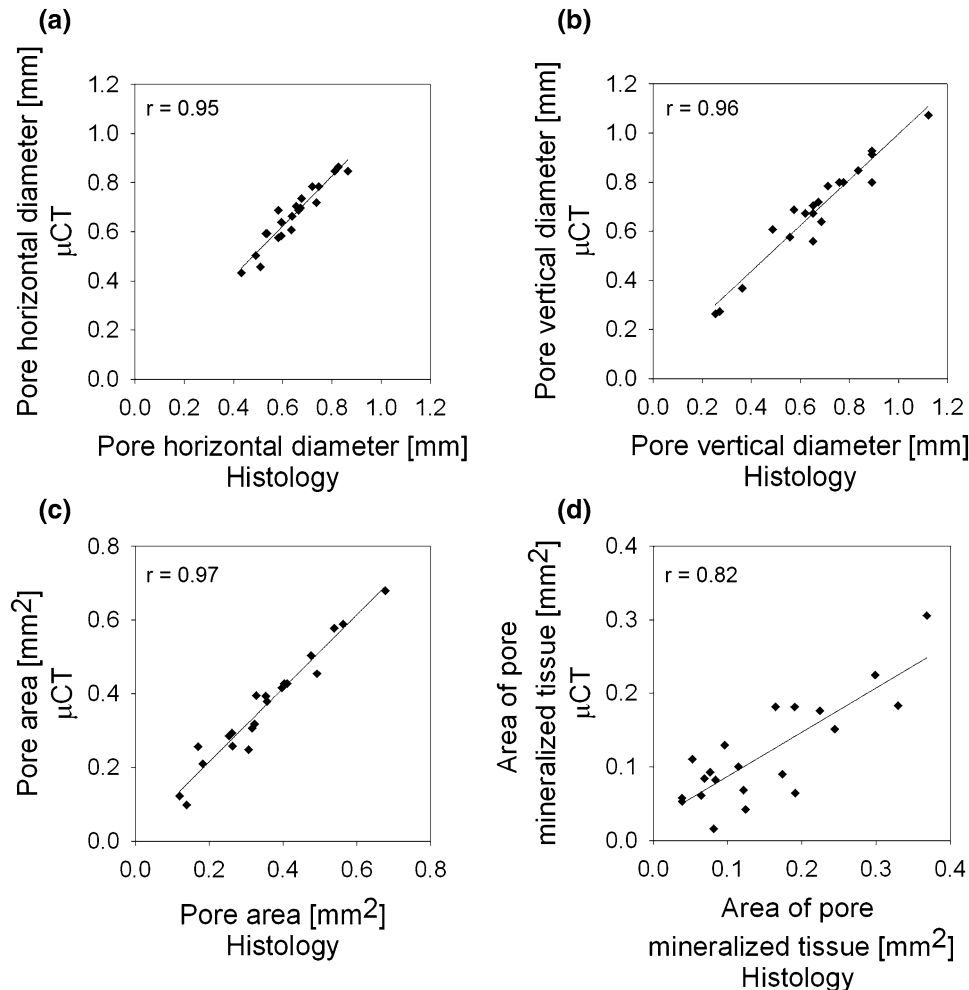 (a)
Pore horizontal diameter [mm]
μCT
1.2
1.0
0.8
0.6
0.4
0.2
0.0
r = 0.95
0.0 0.2 0.4 0.6 0.8 1.0 1.2
Pore horizontal diameter [mm]
Histology
(b)
Pore vertical diameter [mm]
μCT
1.2
1.0
0.8
0.6
0.4
0.2
0.0
r = 0.96
0.0 0.2 0.4 0.6 0.8 1.0 1.2
Pore vertical diameter [mm]
Histology
(c)
Pore area [mm2]
μCT
0.8
0.6
0.4
0.2
0.0
r = 0.97
0.0 0.2 0.4 0.6 0.8
Pore area [mm2]
Histology
(d)
Area of pore
mineralized tissue [mm2]
μCT
0.4
0.3
0.2
0.1
0.0
r = 0.82
0.0 0.1 0.2 0.3 0.4
Area of pore
mineralized tissue [mm2]
Histology